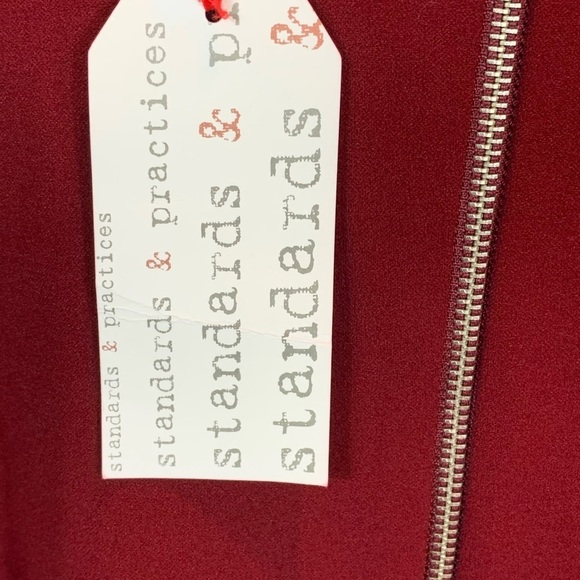 standards & practices
standards & practices
standards & p
standards &